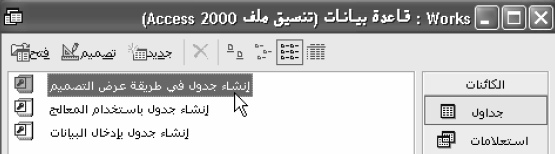 Works : قاعدة بيانات (تنسيق ملف Access 2000)
فتح تصميم جديد
الكائنات
جداول
استعلامات
إنشاء جدول في طريقة عرض التصميم
إنشاء جدول باستخدام المعالج
إنشاء جدول بإدخال البيانات